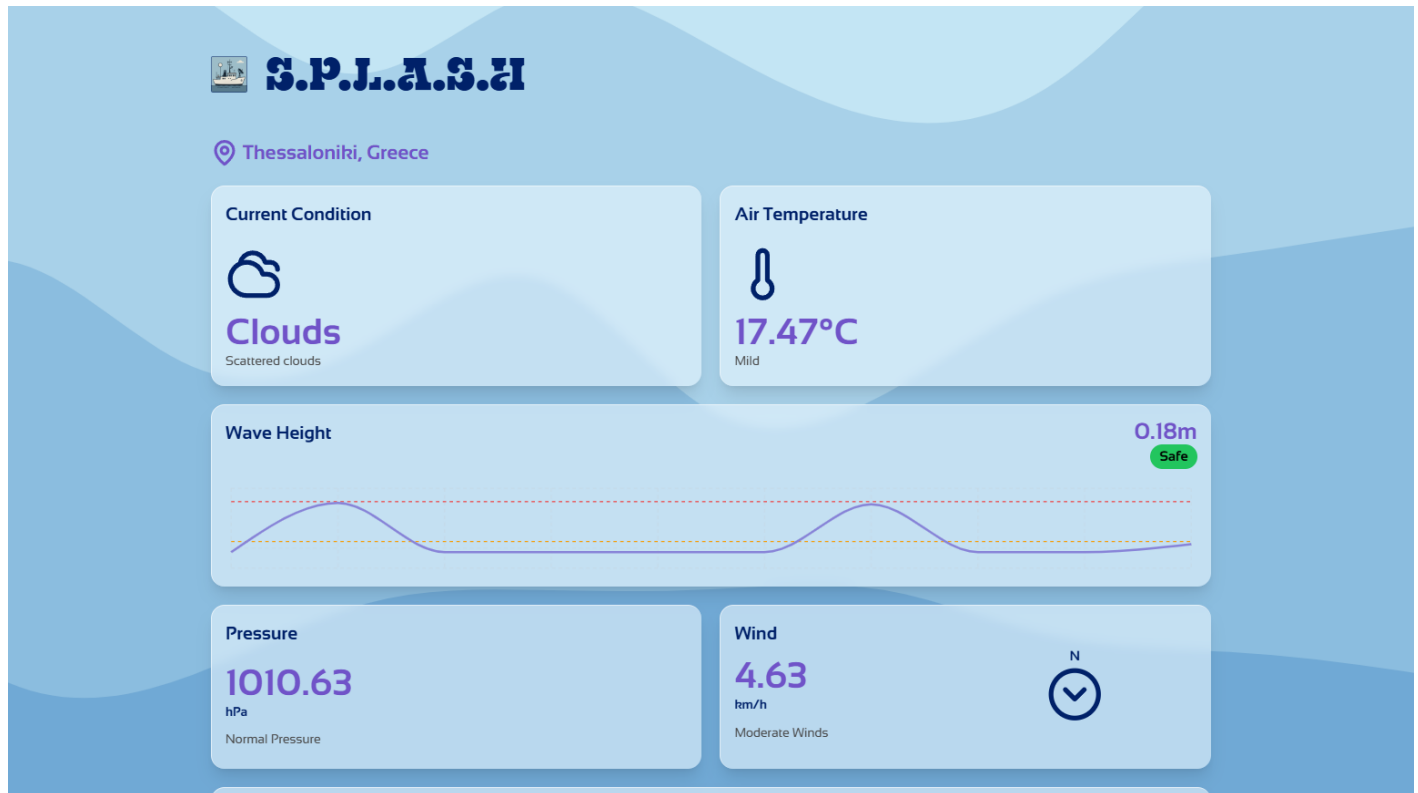 S.P.L.A.S.H
Thessaloniki, Greece
Current Condition
Clouds
Scattered clouds
Air Temperature
17.47°C
Mild
Wave Height
0.18m
Safe
Pressure
1010.63
hPa
Normal Pressure
Wind
4.63
km/h
Moderate Winds
N